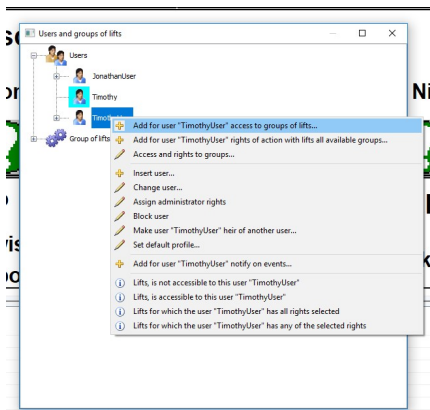 Users and groups of lifts
Users
JonathanUser
Timothy
Group of lifts
Add for user "TimothyUser" access to groups of lifts...
Add for user "TimothyUser" rights of action with lifts all available groups...
Access and rights to groups...
Insert user...
Change user...
Assign administrator rights
Block user
Make user "TimothyUser" heir of another user...
Set default profile...
Add for user "TimothyUser" notify on events...
Lifts, is not accessible to this user "TimothyUser"
Lifts, is accessible to this user "TimothyUser"
Lifts for which the user "TimothyUser" has all rights selected
Lifts for which the user "TimothyUser" has any of the selected rights